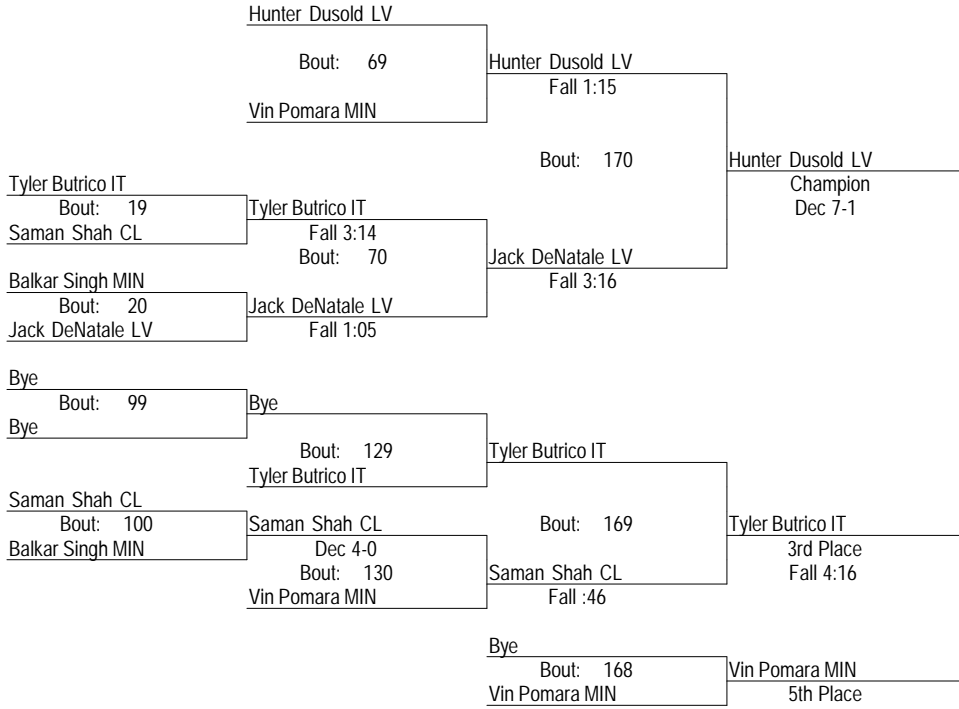 Hunter Dusold LV
Bout: 69
Hunter Dusold LV
Fall 1:15
Vin Pomara MIN
Bout: 170
Hunter Dusold LV
Champion
Dec 7-1
Tyler Butrico IT
Bout: 19
Tyler Butrico IT
Saman Shah CL
Fall 3:14
Bout: 70
Jack DeNatale LV
Fall 3:16
Balkar Singh MIN
Bout: 20
Jack DeNatale LV
Jack DeNatale LV
Fall 1:05
Bye
Bout: 99
Bye
Bye
Bout: 129
Tyler Butrico IT
Tyler Butrico IT
Saman Shah CL
Bout: 100
Saman Shah CL
Bout: 169
Tyler Butrico IT
Balkar Singh MIN
Dec 4-0
3rd Place
Bout: 130
Saman Shah CL
Fall 4:16
Vin Pomara MIN
Fall :46
Bye
Bout: 168
Vin Pomara MIN
Vin Pomara MIN
5th Place